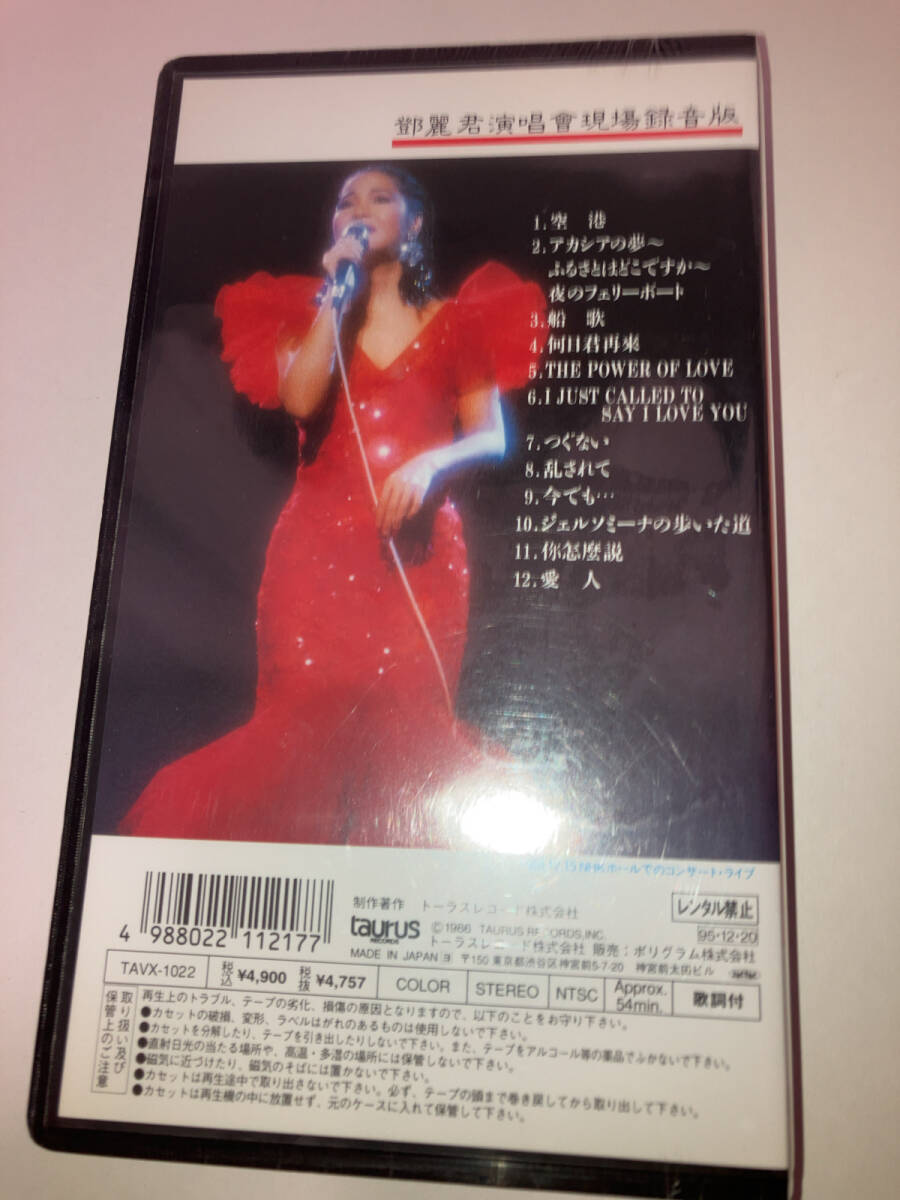 鄧麗君演唱會現場録音版
1.空 港
2.アカシアの夢〜
ふるさとはどこですか〜
夜のフェリーボート
3.船 歌
4.何日君再來
5.THE POWER OF LOVE
6.I JUST CALLED TO
SAY I LOVE YOU
7.つぐない
8.乱されて
9.今でも…
10.ジェルソミーナの歩いた道
11.你怎麼説
12.愛 人
NHKホールでのコンサート・ライブ
4 988022 112177
制作著作 トーラスレコード株式会社
taurus
RECORDS
©1986 TAURUS RECORDS,INC.
トーラスレコード株式会社 販売:ポリグラム株式会社
MADE IN JAPAN ヨ 〒150 東京都渋谷区神宮前5-7-20 神宮前太田ビル
レンタル禁止
95・12・20
TAVX-1022 税込 ¥4,900 税抜 ¥4,757 COLOR STEREO NTSC Approx. 54min. 歌詞付
取り扱い及び
保管上のご注意
再生上のトラブル、テープの劣化、損傷の原因となりますので、以下のことをお守り下さい。
●カセットの破損、変形、ラベルはがれのあるものは使用しないで下さい。
●カセットを分解したり、テープを引き出したりしないで下さい。また、テープをアルコール等の薬品でふかないで下さい。
●直射日光の当たる場所や、高温・多湿の場所には保管しないで下さい。
●磁気に近づけたり、磁気のそばには置かないで下さい。
●カセットは再生途中で取り出さないで下さい。必ず、テープの頭まで巻き戻してから取り出して下さい。
●カセットは再生機の中に放置せず、元のケースに入れて保管して下さい。